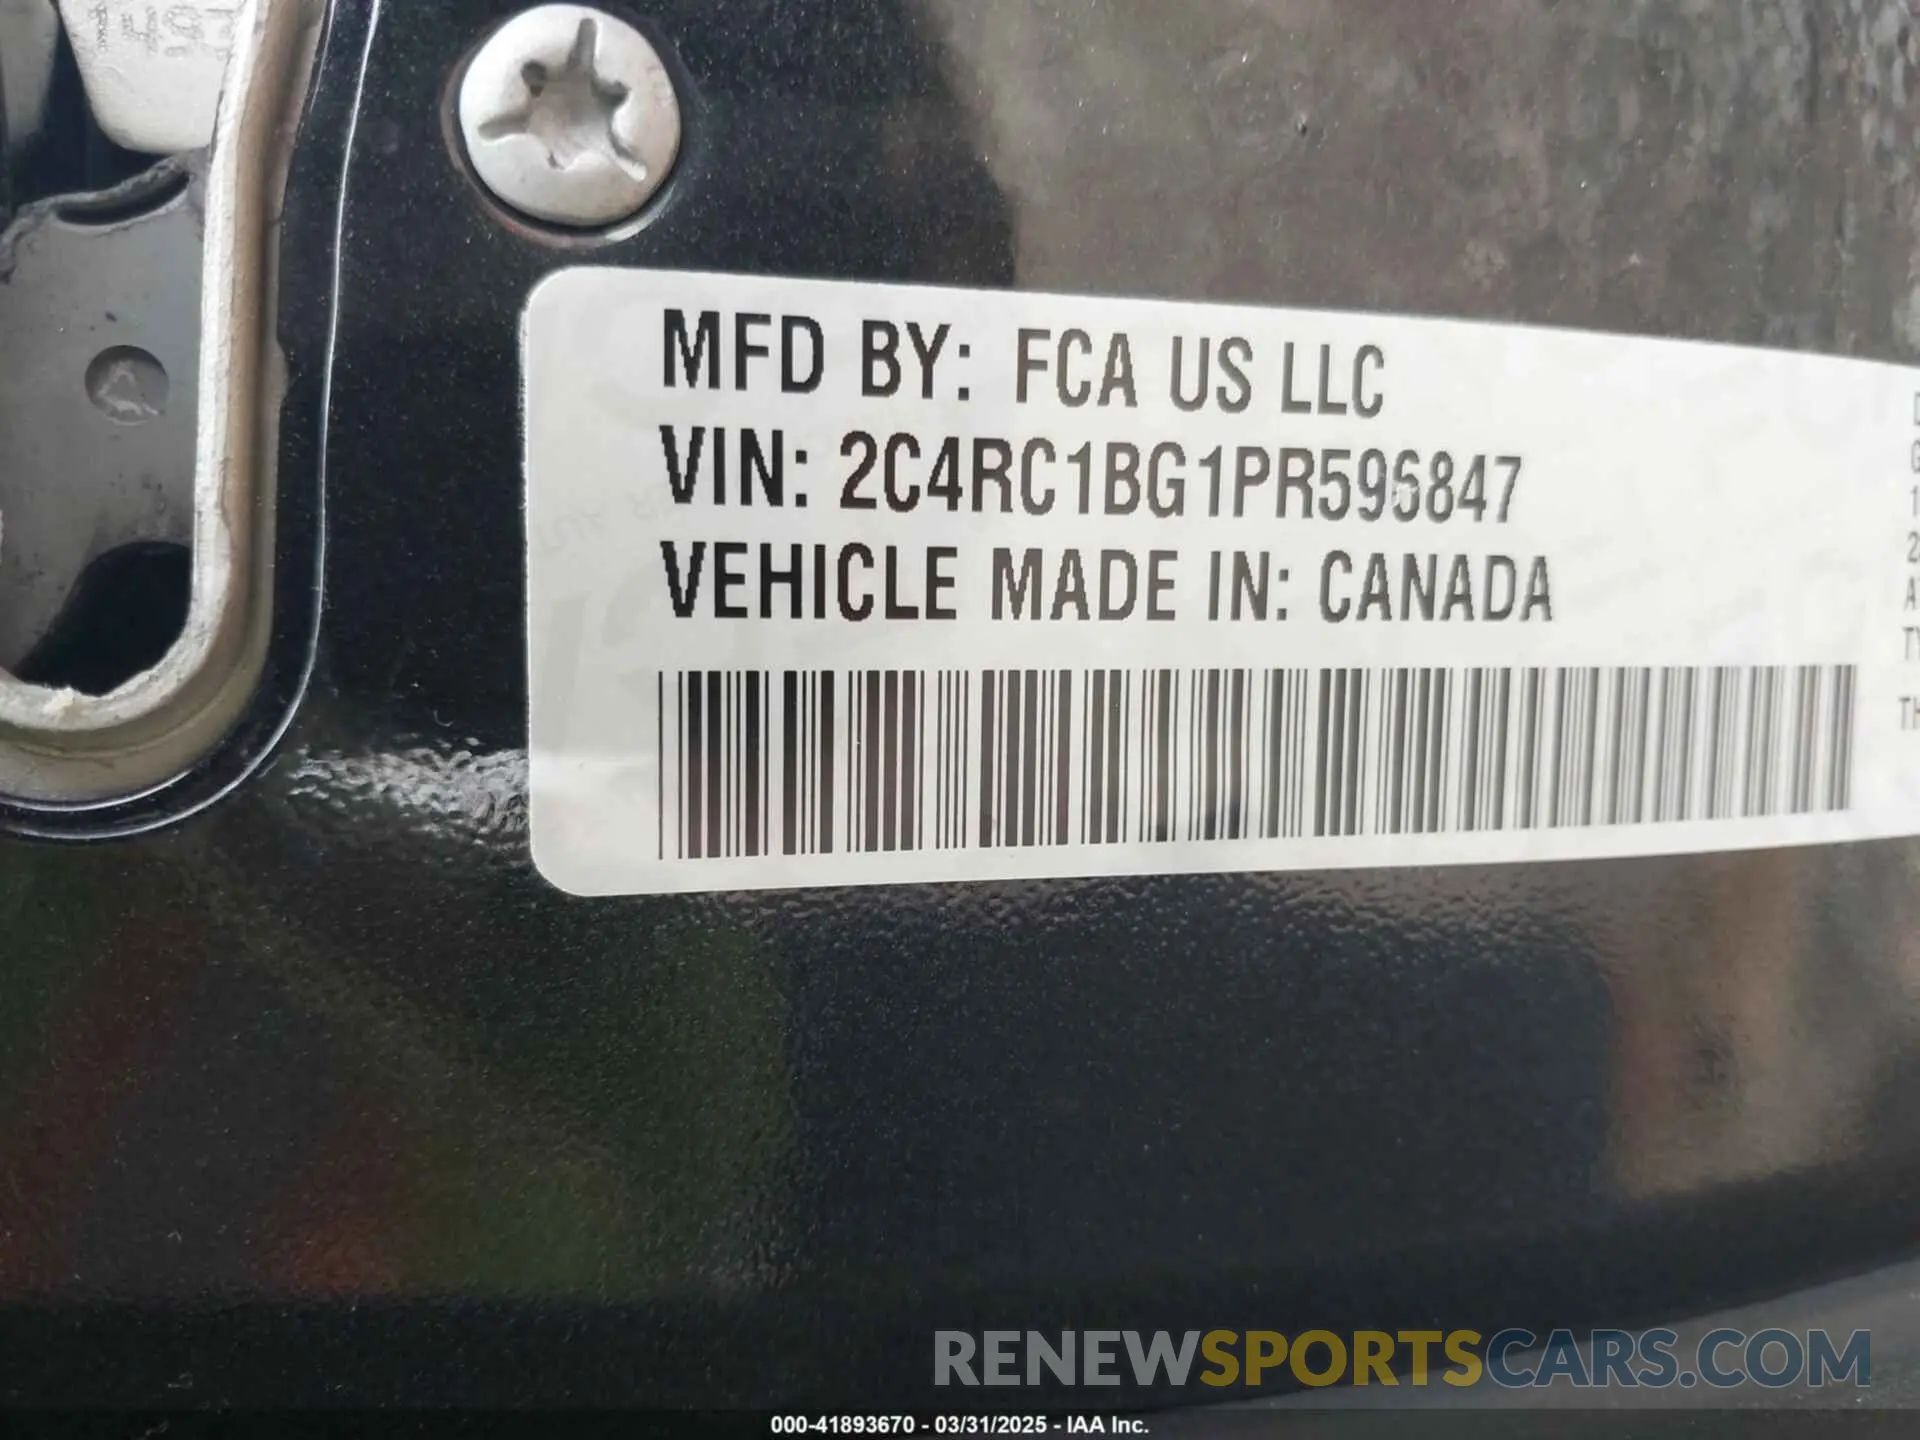 MFD BY: FCA US LLC
VIN: 2C4RC1BG1PR596847
VEHICLE MADE IN: CANADA
RENEWSPORTSCARS.COM
000-41893670 - 03/31/2025 - IAA Inc.